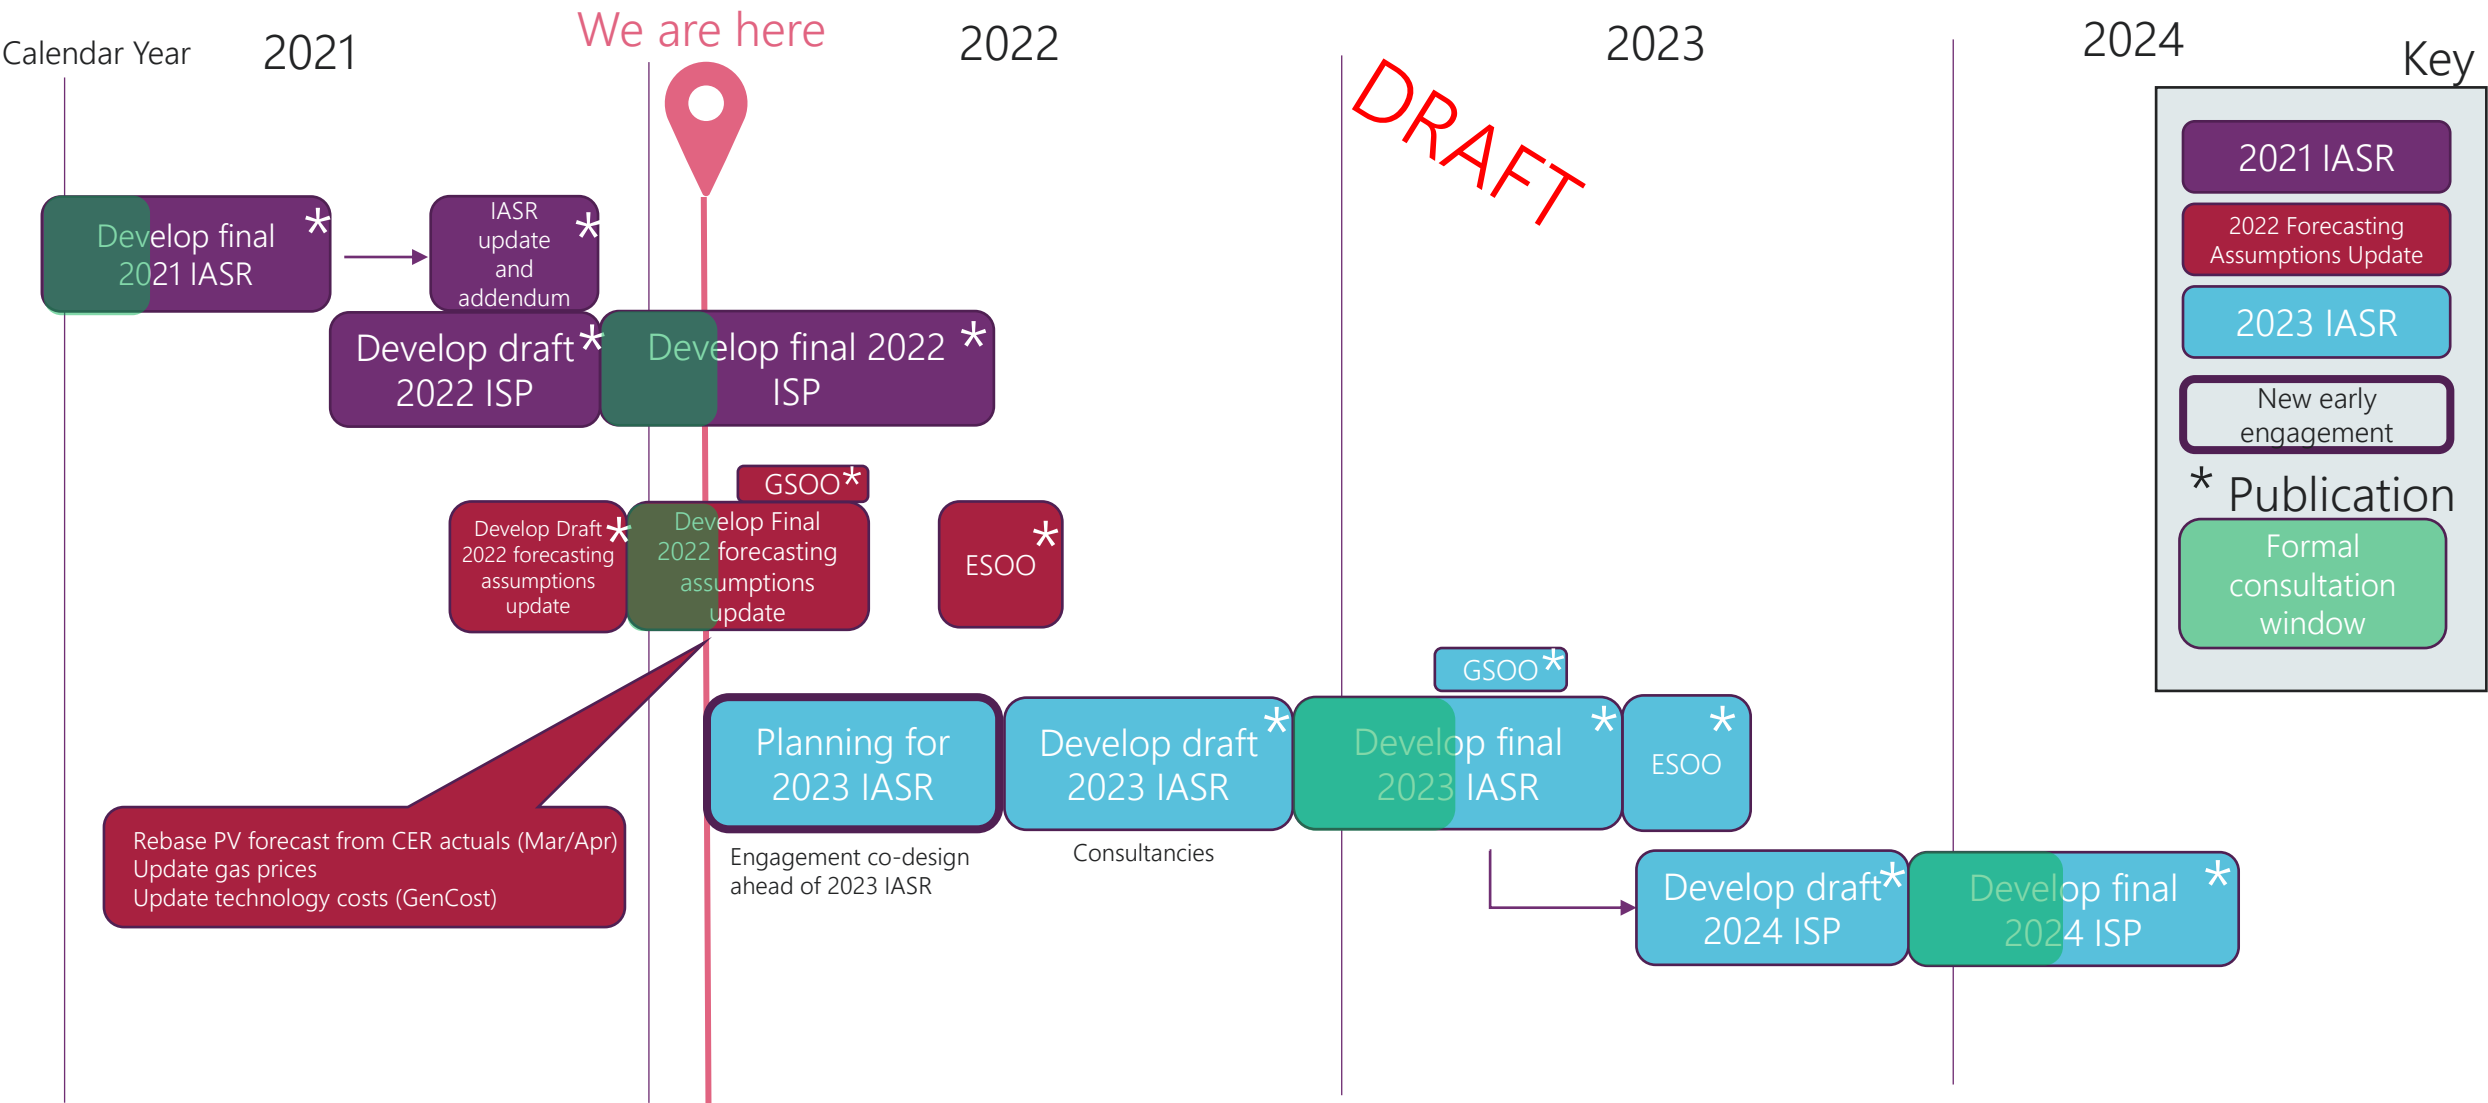 Calendar Year
2021
We are here
2022
2023
2024
Key
DRAFT
2021 IASR
2022 Forecasting
Assumptions Update
2023 IASR
New early
engagement
* Publication
Formal
consultation
window
Develop final *
2021 IASR
IASR
update *
and
addendum
Develop draft *
2022 ISP
Develop final 2022 *
ISP
GSOO *
Develop Draft *
2022 forecasting
assumptions
update
Develop Final
2022 forecasting
assumptions
update
ESOO *
Rebase PV forecast from CER actuals (Mar/Apr)
Update gas prices
Update technology costs (GenCost)
GSOO *
Planning for
2023 IASR
Develop draft *
2023 IASR
Develop final *
2023 IASR
ESOO *
Engagement co-design
ahead of 2023 IASR
Consultancies
Develop draft *
2024 ISP
Develop final *
2024 ISP